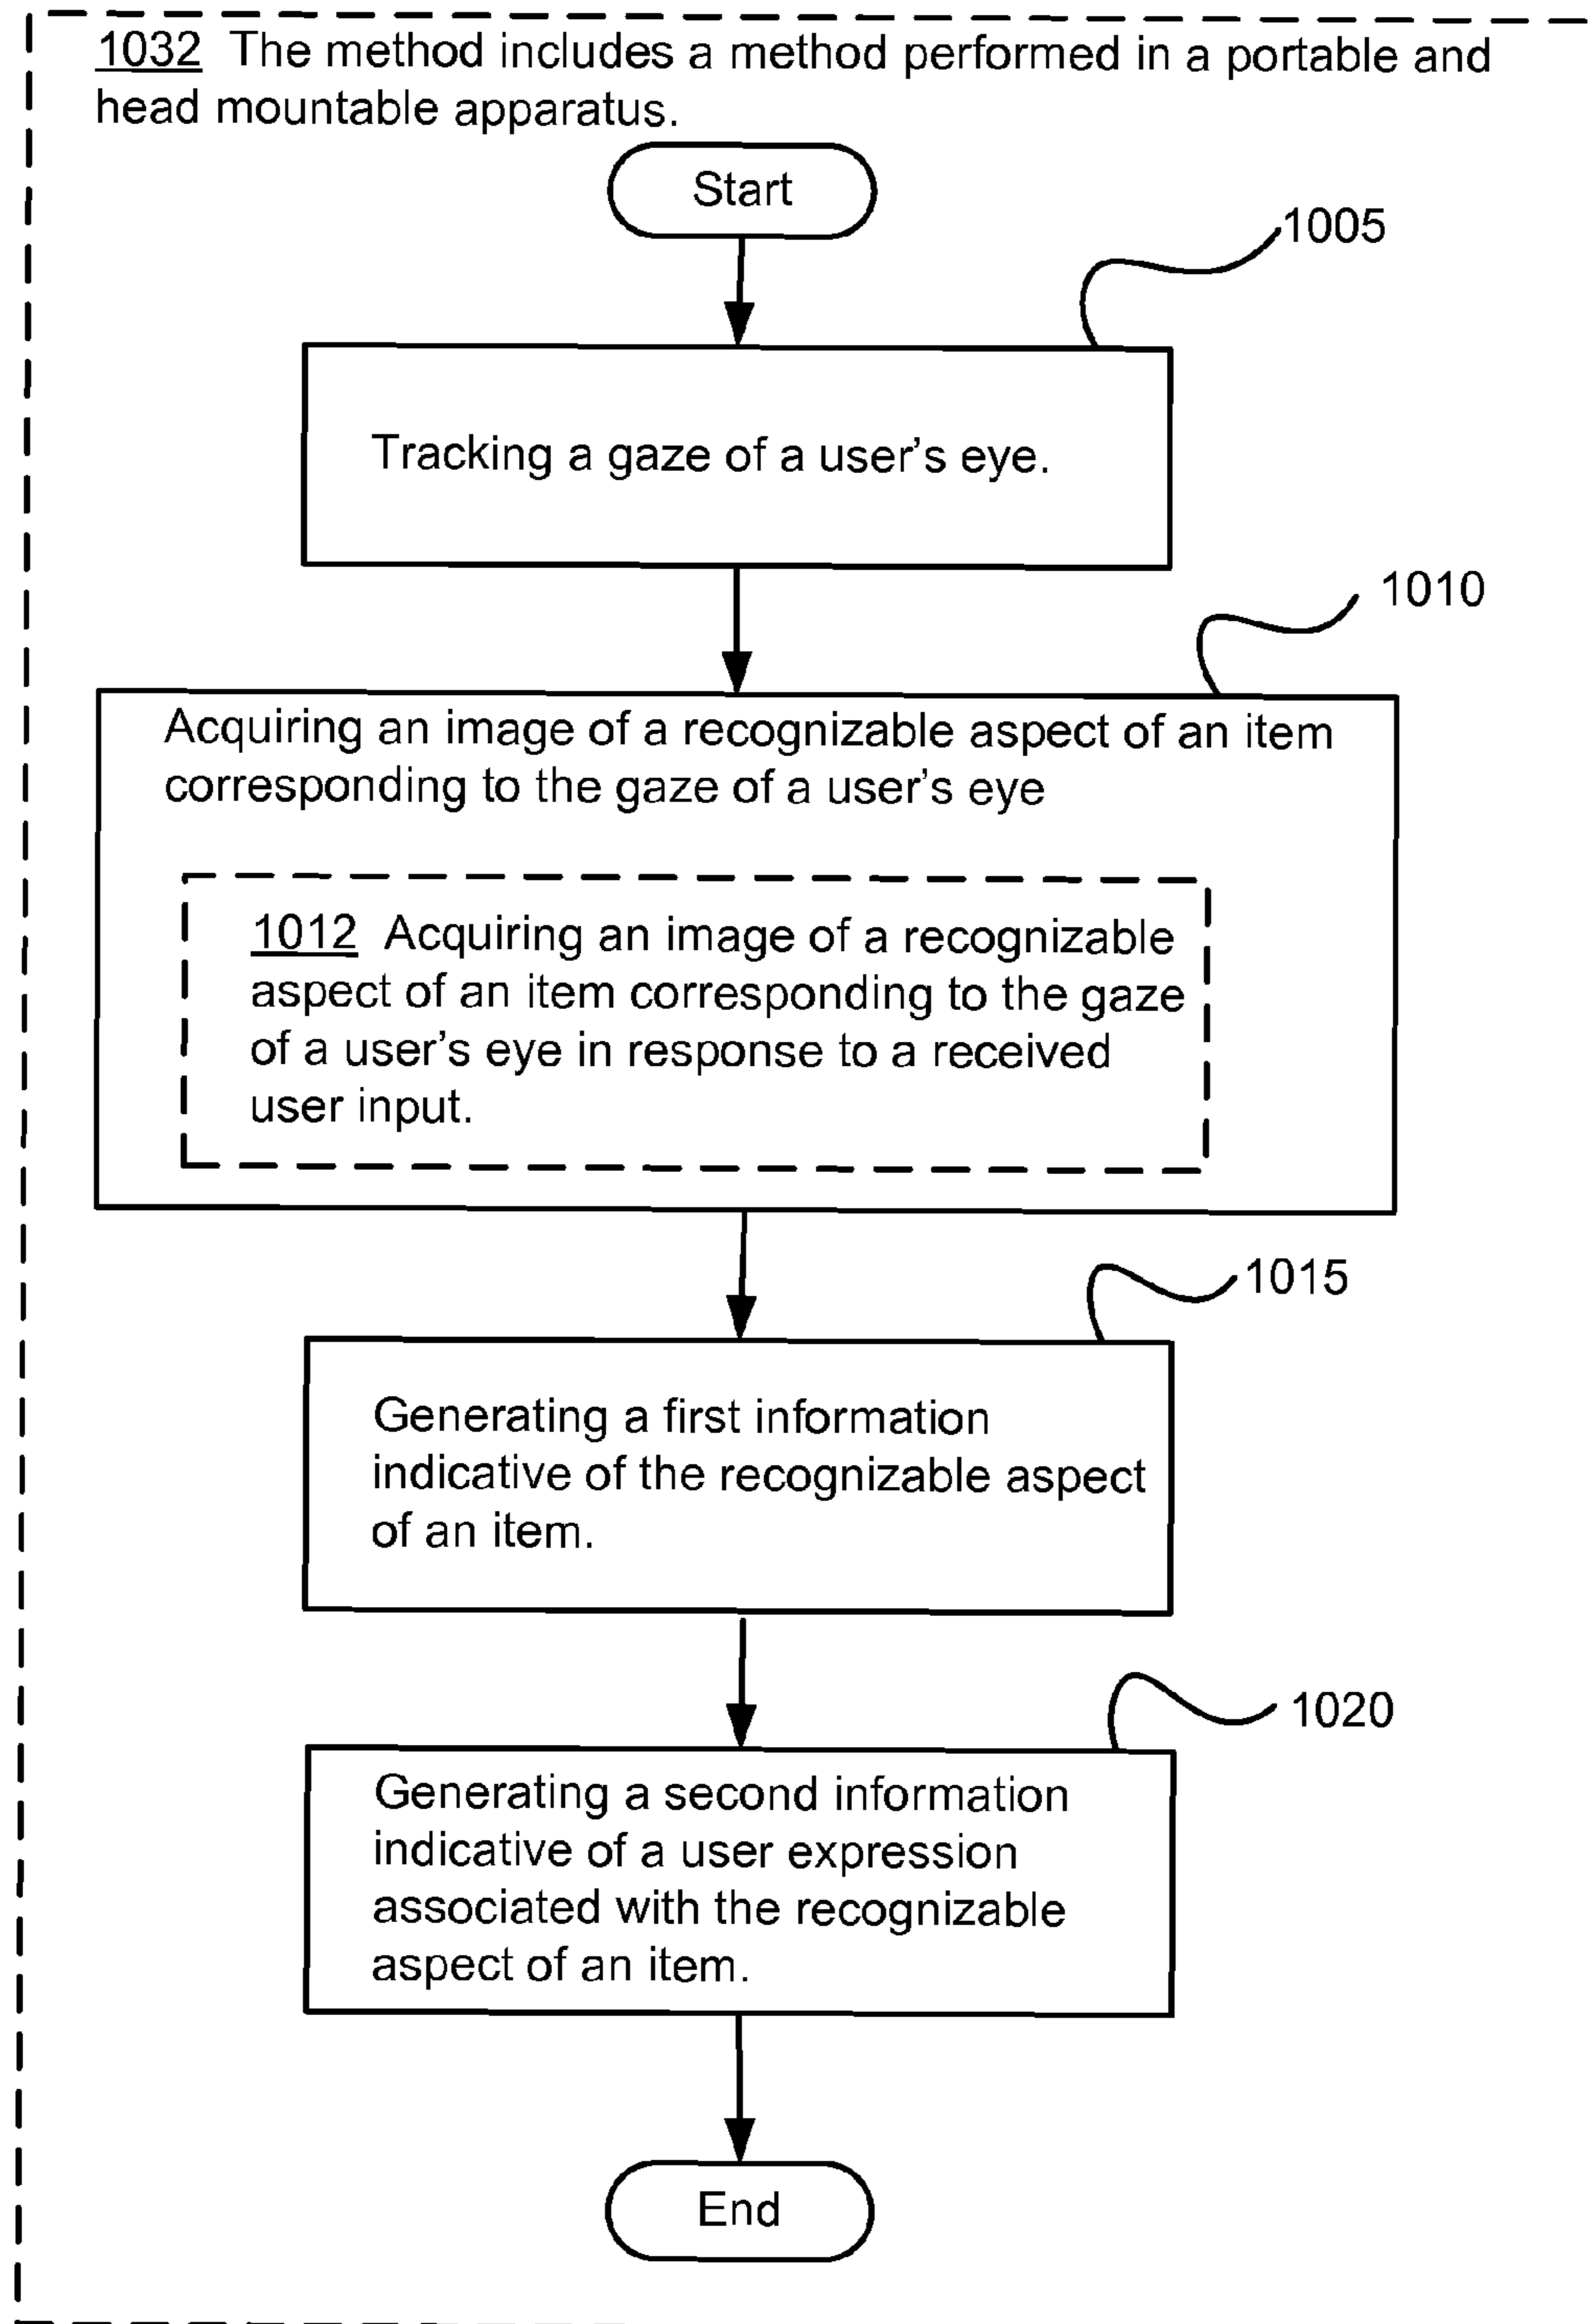 1032 The method includes a method performed in a portable and
head mountable apparatus.
Start
1005
Tracking a gaze of a user's eye.
1010
Acquiring an image of a recognizable aspect of an item
corresponding to the gaze of a user's eye
1012 Acquiring an image of a recognizable
aspect of an item corresponding to the gaze
of a user's eye in response to a received
user input.
1015
Generating a first information
indicative of the recognizable aspect
of an item.
1020
Generating a second information
indicative of a user expression
associated with the recognizable
aspect of an item.
End